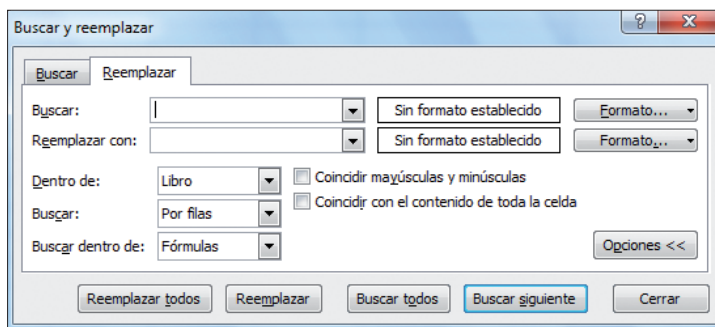 Buscar y reemplazar
Buscar Reemplazar
Buscar: Sin formato establecido Formato...
Reemplazar con: Sin formato establecido Formato...
Dentro de: Libro Coincidir mayúsculas y minúsculas
Buscar: Por filas Coincidir con el contenido de toda la celda
Buscar dentro de: Fórmulas Opciones <<
Reemplazar todos Reemplazar Buscar todos Buscar siguiente Cerrar